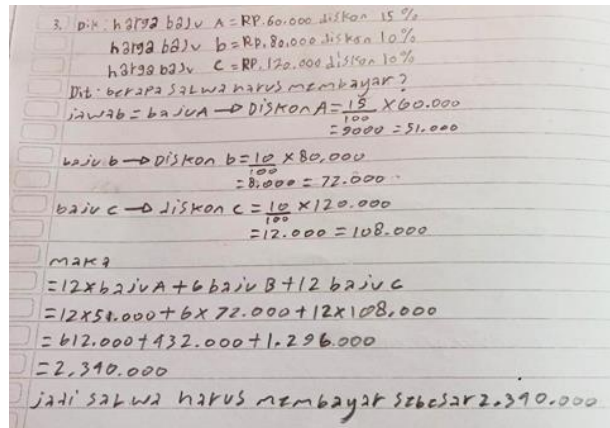 3. Dik : harga baju A = RP. 60.000 diskon 15 %
harga baju b = RP. 80.000 diskon 10 %
harga baju C = RP. 120.000 diskon 10 %
Dit : berapa salwa harus membayar ?
jawab = baju A → Diskon A = 15/100 x 60.000
= 9000 = 51.000
baju b → Diskon b = 10/100 x 80,000
= 8.000 = 72.000
baju c → diskon c = 10/100 x 120.000
= 12.000 = 108.000
maka
= 12 x baju A + 6 baju B + 12 baju c
= 12 x 51.000 + 6 x 72.000 + 12 x 108,000
= 612.000 + 432.000 + 1.296.000
= 2,340.000
jadi salwa harus membayar sebesar 2.340.000